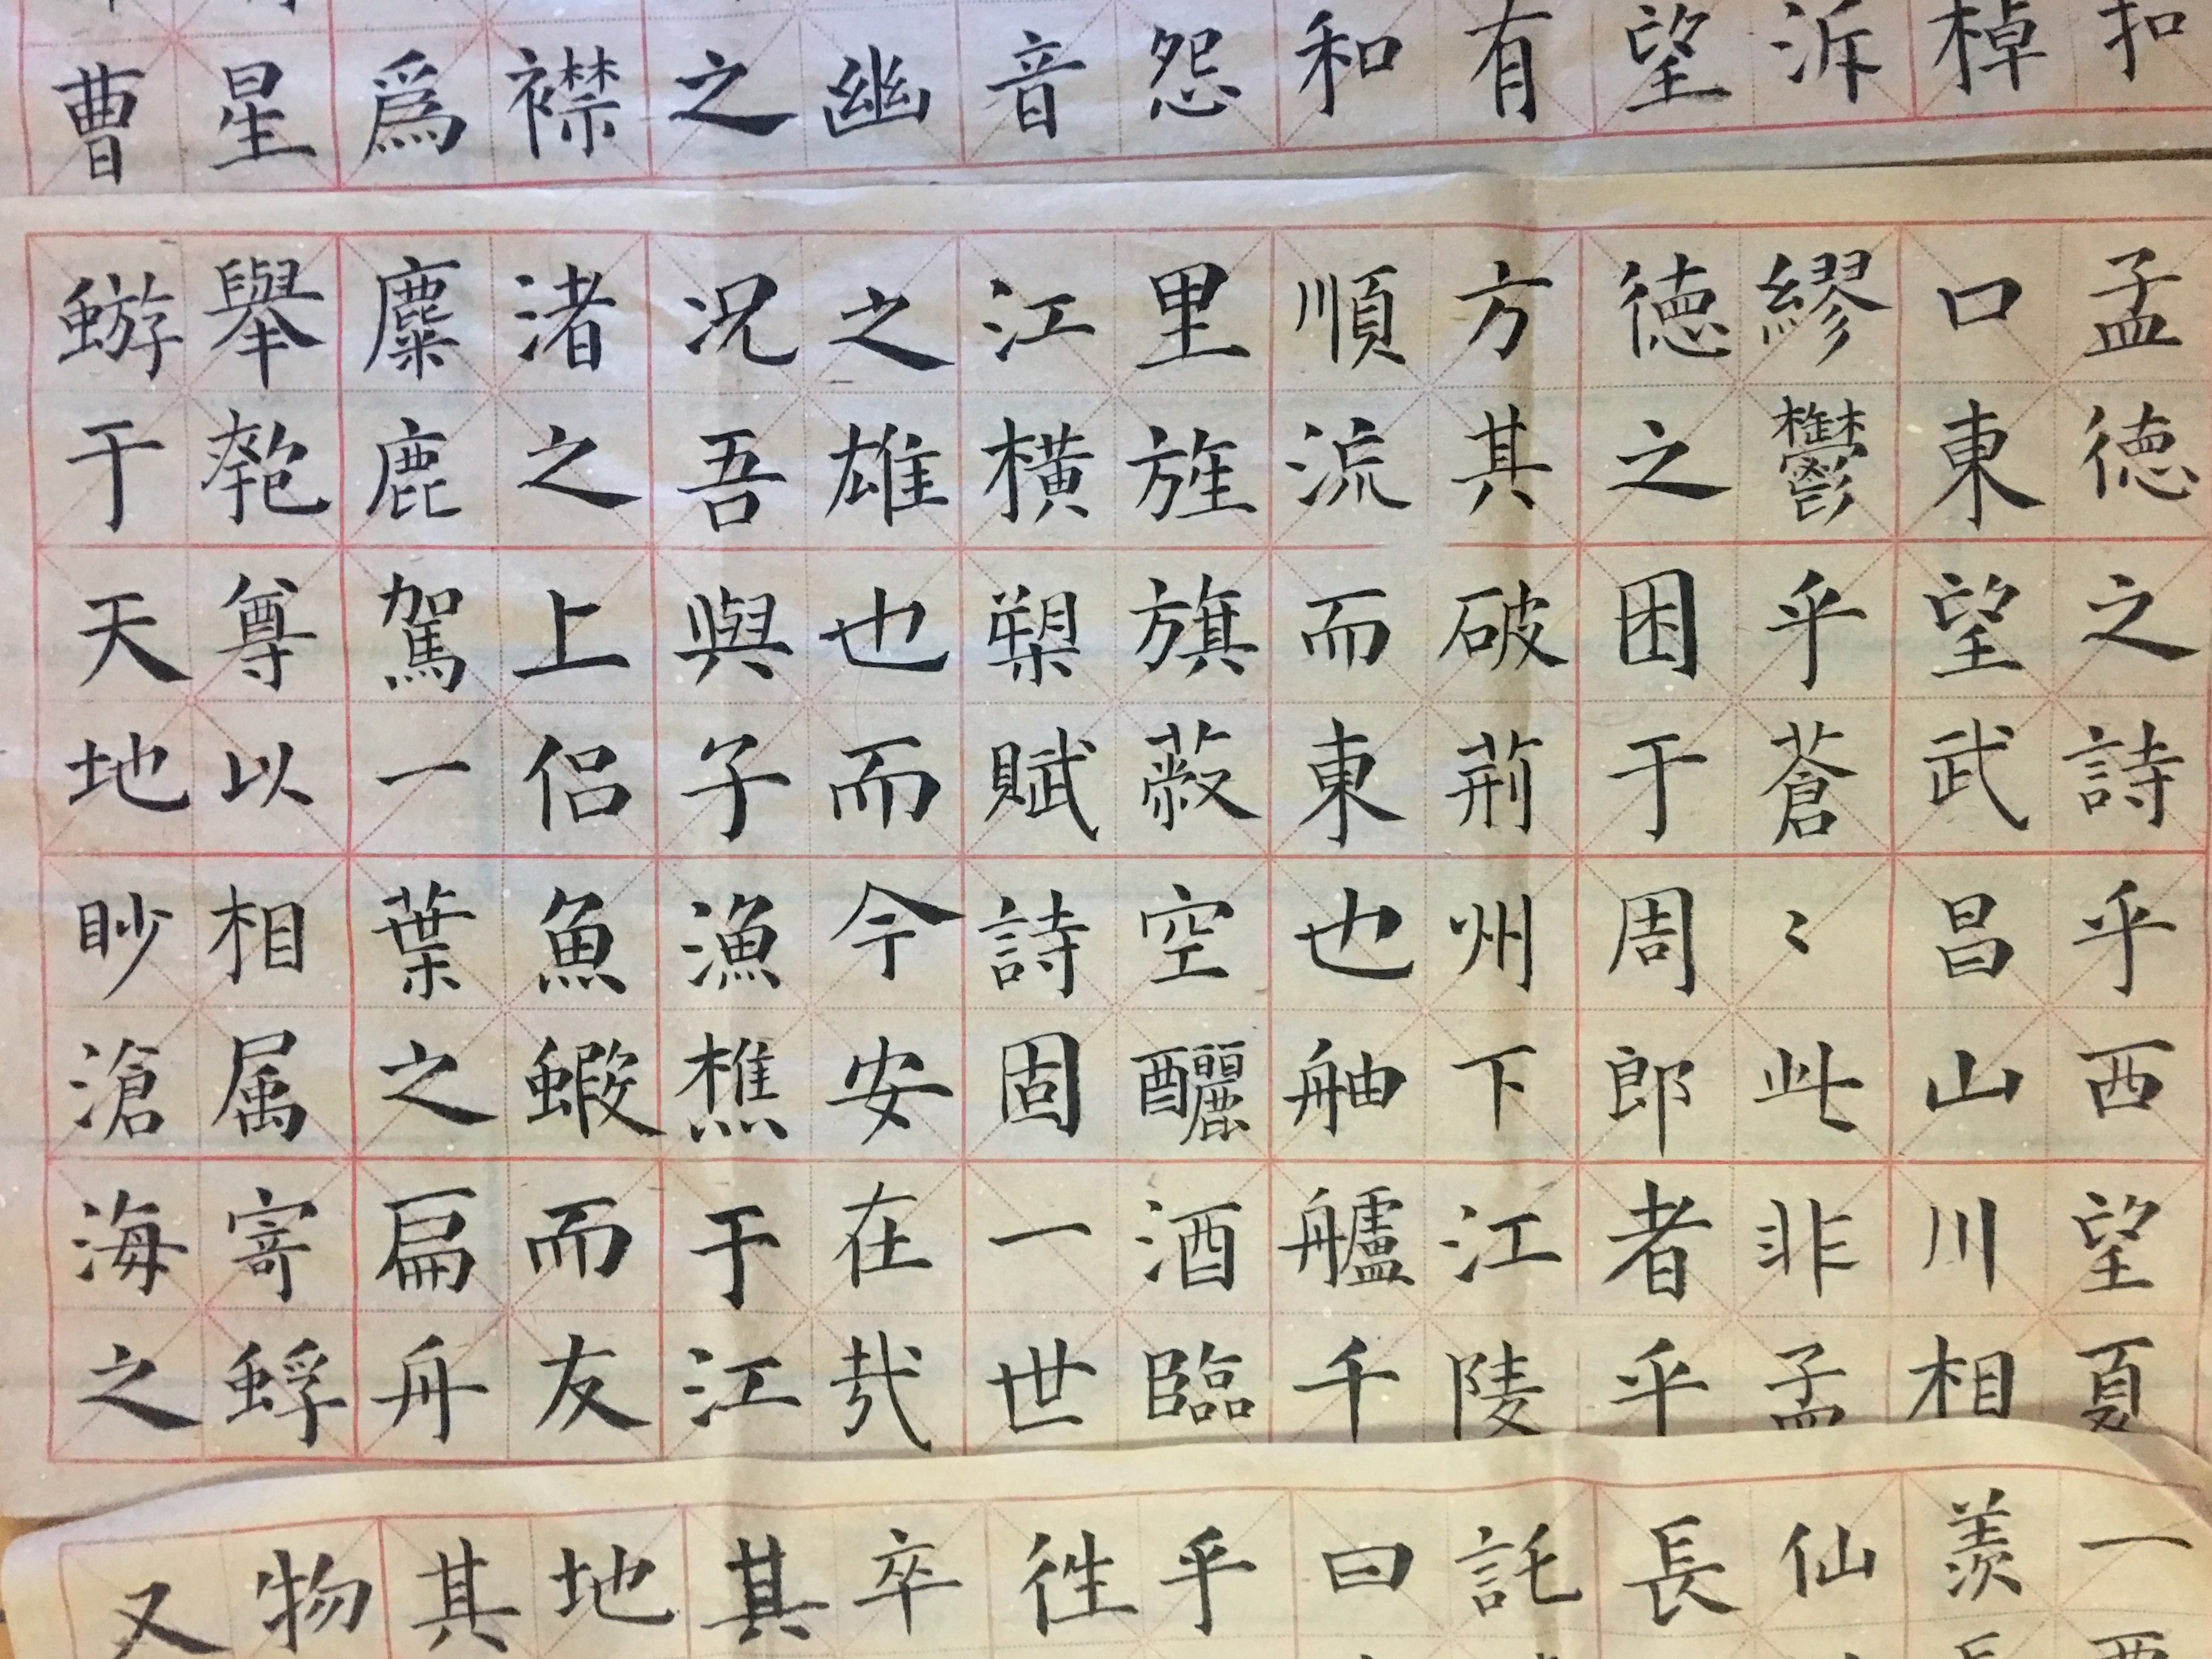 扣
棹
泝
望
有
和
怨
音
幽
之
襟
爲
星
曹
孟德之詩乎西望夏
口東望武昌山川相
繆鬱乎蒼〻此非孟
德之困于周郎者乎
方其破荊州下江陵
順流而東也舳艫千
里旌旗蔽空釃酒臨
江横槊賦詩固一世
之雄也而今安在哉
况吾與子漁樵于江
渚之上侣魚蝦而友
麋鹿駕一葉之扁舟
舉匏尊以相属寄蜉
蝣于天地眇滄海之
一
羨
仙
長
託
曰
乎
往
卒
其
地
其
物
又